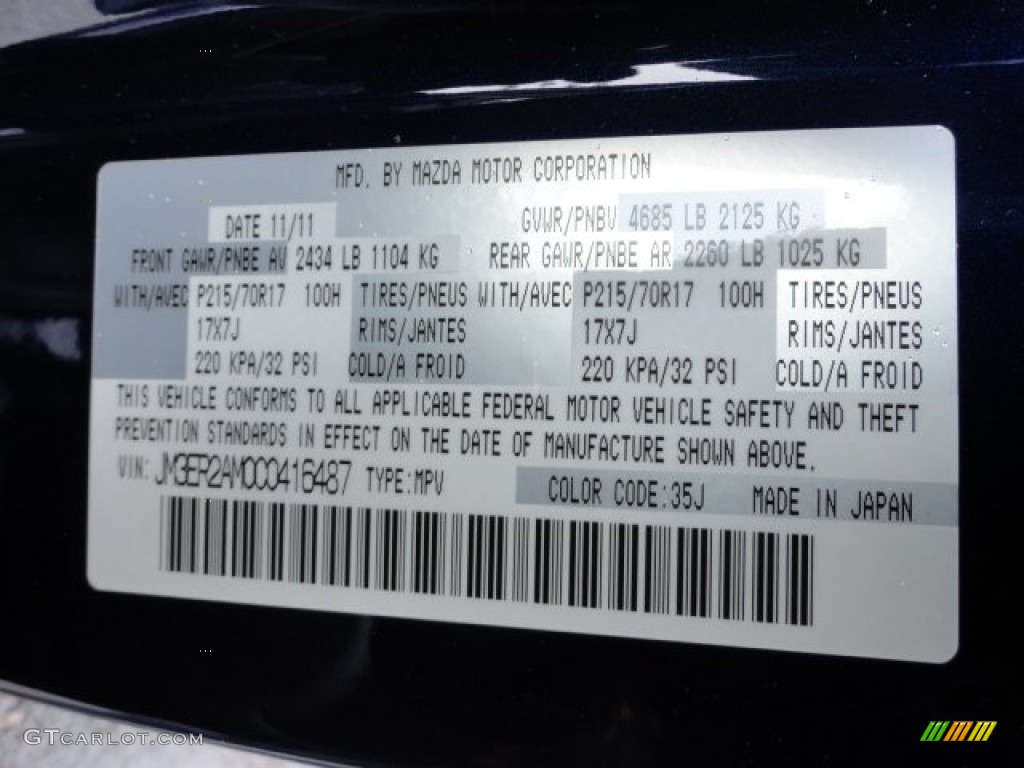 MFD. BY MAZDA MOTOR CORPORATION
DATE 11/11 GVWR/PNBV 4685 LB 2125 KG
FRONT GAWR/PNBE AV 2434 LB 1104 KG REAR GAWR/PNBE AR 2260 LB 1025 KG
WITH/AVEC P215/70R17 100H TIRES/PNEUS WITH/AVEC P215/70R17 100H TIRES/PNEUS
17X7J RIMS/JANTES 17X7J RIMS/JANTES
220 KPA/32 PSI COLD/A FROID 220 KPA/32 PSI COLD/A FROID
THIS VEHICLE CONFORMS TO ALL APPLICABLE FEDERAL MOTOR VEHICLE SAFETY AND THEFT
PREVENTION STANDARDS IN EFFECT ON THE DATE OF MANUFACTURE SHOWN ABOVE.
VIN: JM3ER2AM0C0416487 TYPE:MPV COLOR CODE:35J MADE IN JAPAN
GTCARLOT.COM